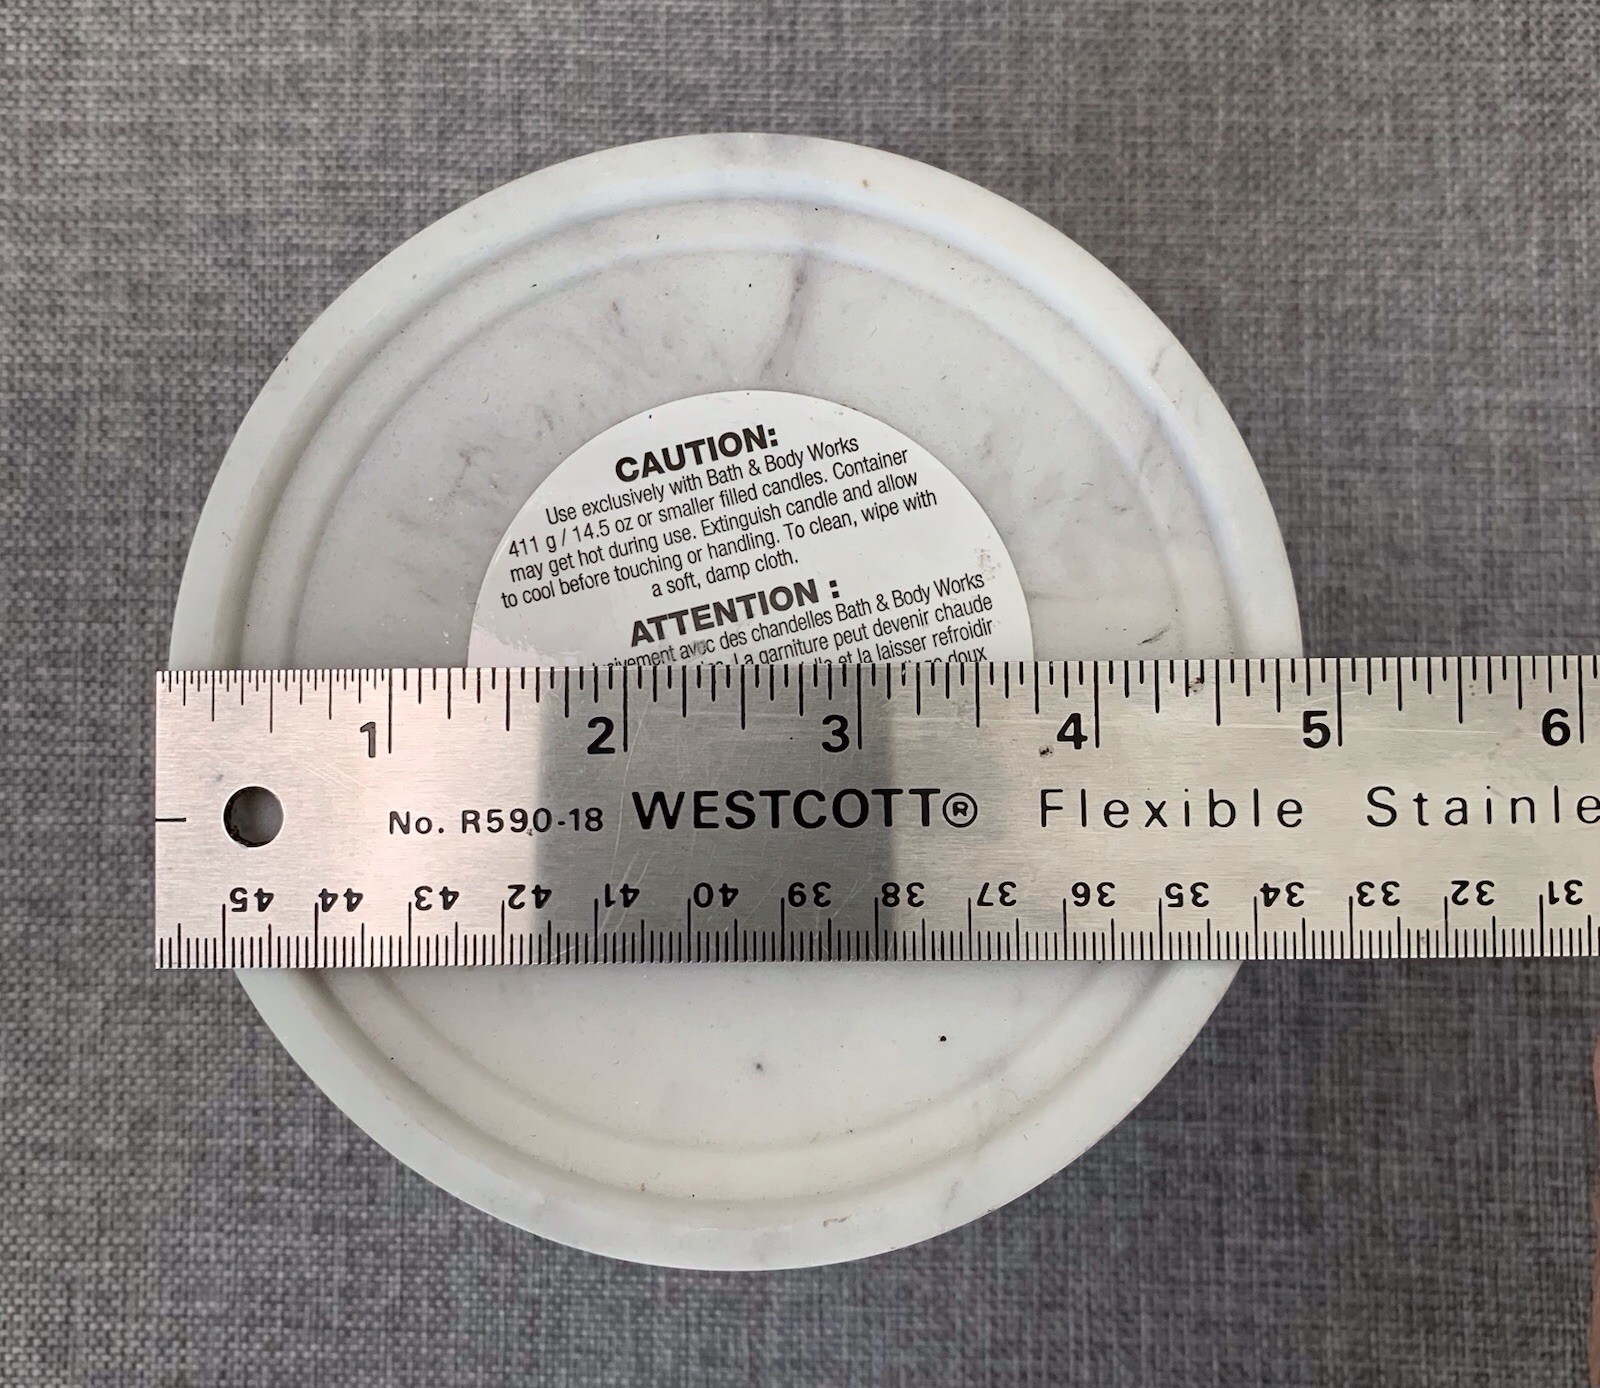 CAUTION:
Use exclusively with Bath & Body Works
411 g / 14.5 oz or smaller filled candles. Container
may get hot during use. Extinguish candle and allow
to cool before touching or handling. To clean, wipe with
a soft, damp cloth.
ATTENTION :
avec des chandelles Bath & Body Works
La garniture peut devenir chaude
et la laisser refroidir
doux
1 2 3 4 5 6
No. R590-18 WESTCOTT® Flexible Stainle
45 44 43 42 41 40 39 38 37 36 35 34 33 32 31